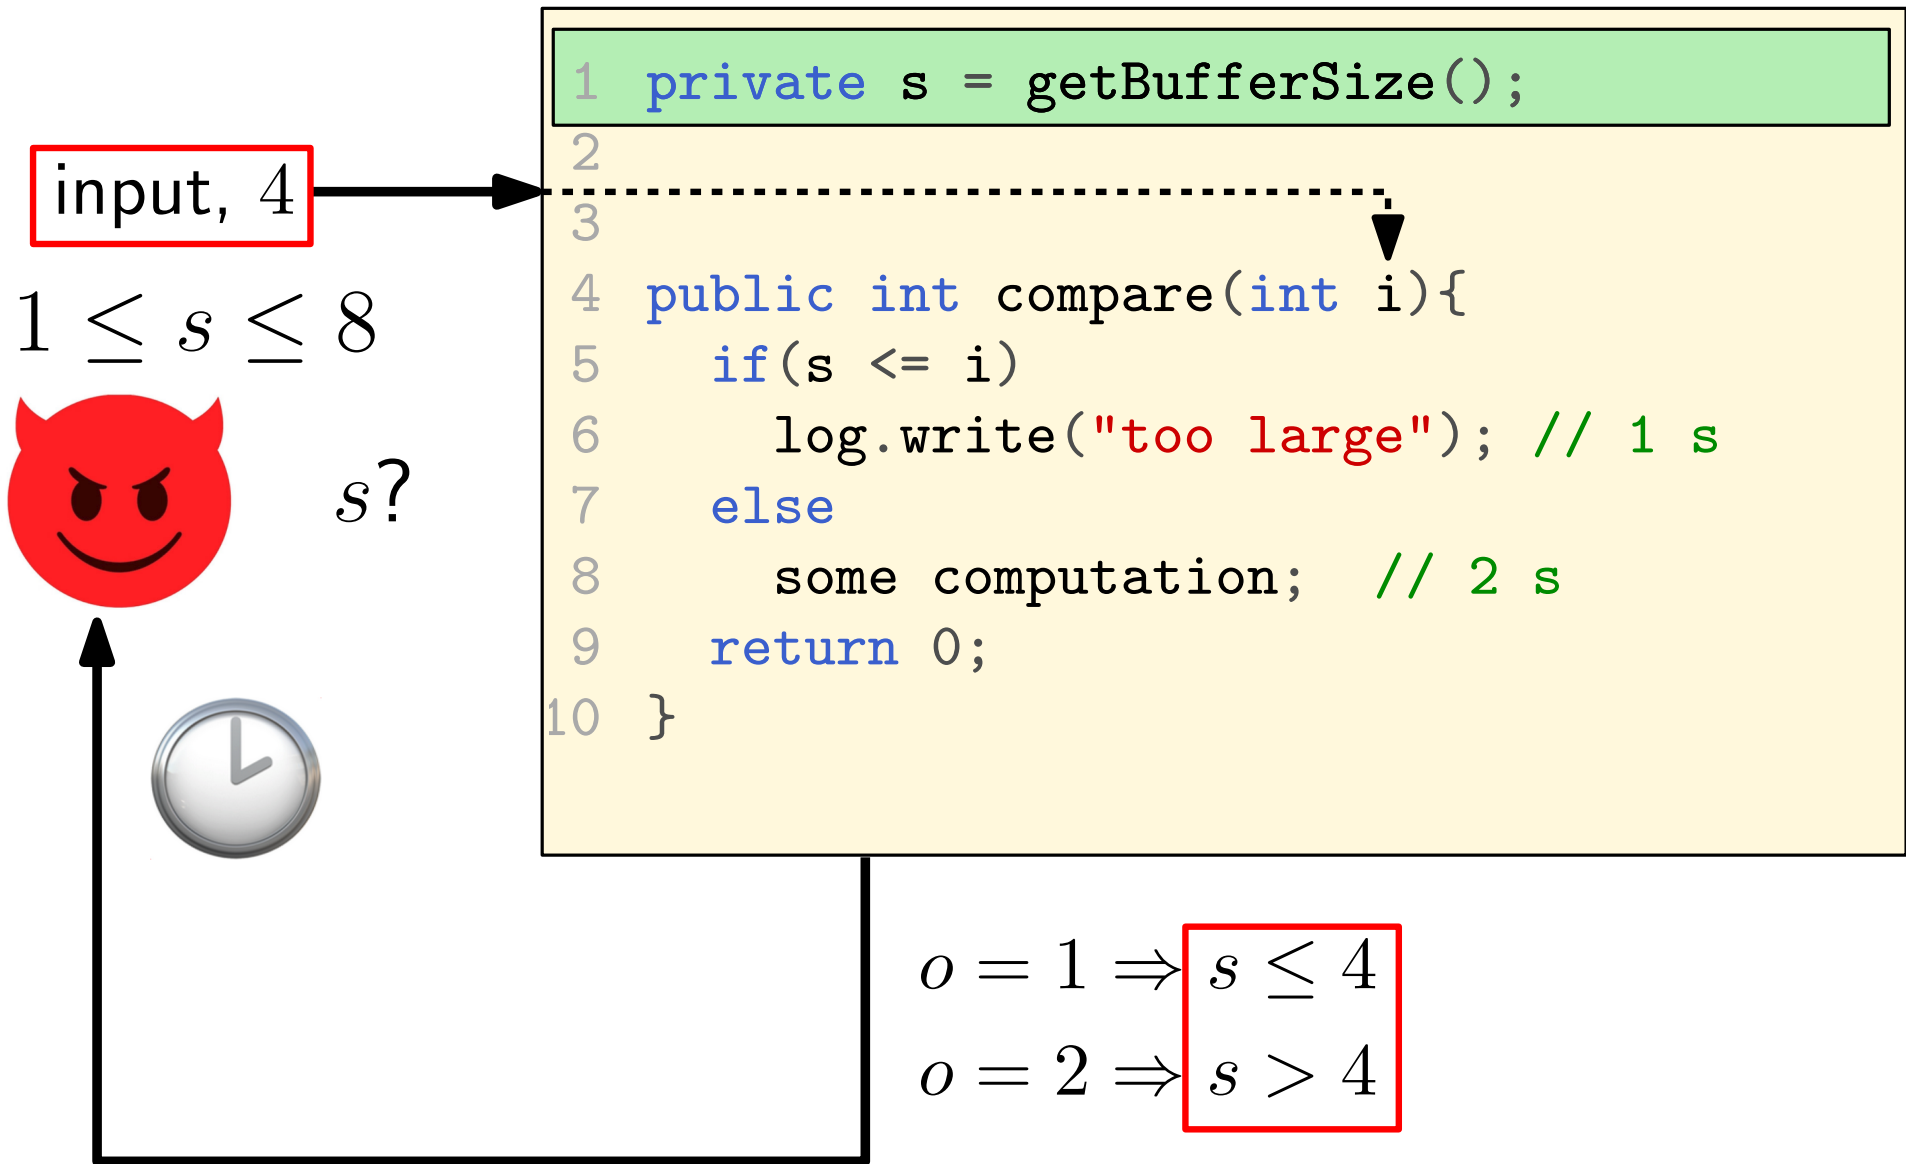 1 private s = getBufferSize();
2
input, 4
3
1 ≤ s ≤ 8
4 public int compare(int i){
5 if(s <= i)
6 log.write("too large"); // 1 s
s?
7 else
8 some computation; // 2 s
9 return 0;
10 }
o = 1 ⇒ s ≤ 4
o = 2 ⇒ s > 4